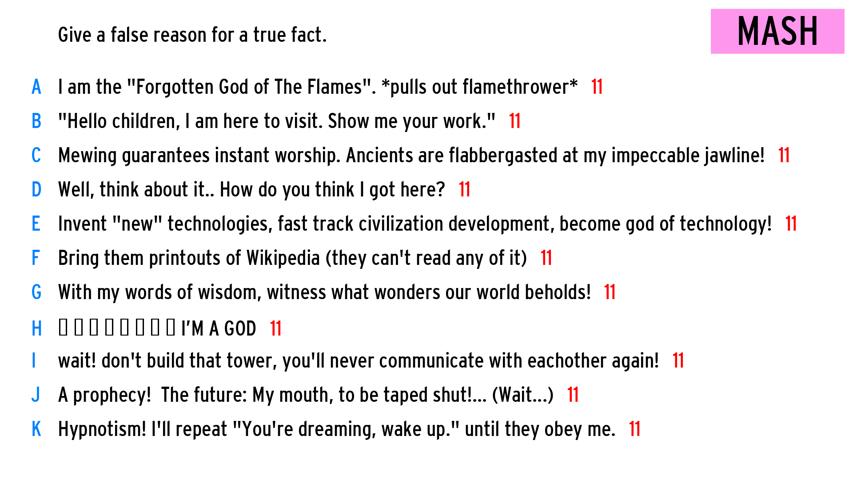 Give a false reason for a true fact.
MASH
A I am the "Forgotten God of The Flames". *pulls out flamethrower* 11
B "Hello children, I am here to visit. Show me your work." 11
C Mewing guarantees instant worship. Ancients are flabbergasted at my impeccable jawline! 11
D Well, think about it.. How do you think I got here? 11
E Invent "new" technologies, fast track civilization development, become god of technology! 11
F Bring them printouts of Wikipedia (they can't read any of it) 11
G With my words of wisdom, witness what wonders our world beholds! 11
H ▯ ▯ ▯ ▯ ▯ ▯ ▯ ▯ I'M A GOD 11
I wait! don't build that tower, you'll never communicate with eachother again! 11
J A prophecy!  The future: My mouth, to be taped shut!... (Wait...) 11
K Hypnotism! I'll repeat "You're dreaming, wake up." until they obey me. 11